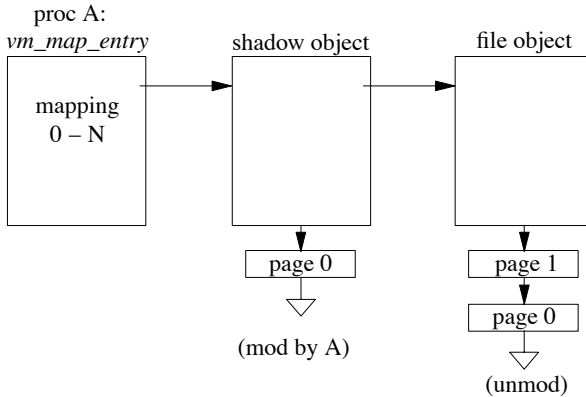 proc A:
vm_map_entry
shadow object
file object
mapping
0 – N
page 0
page 1
page 0
(mod by A)
(unmod)